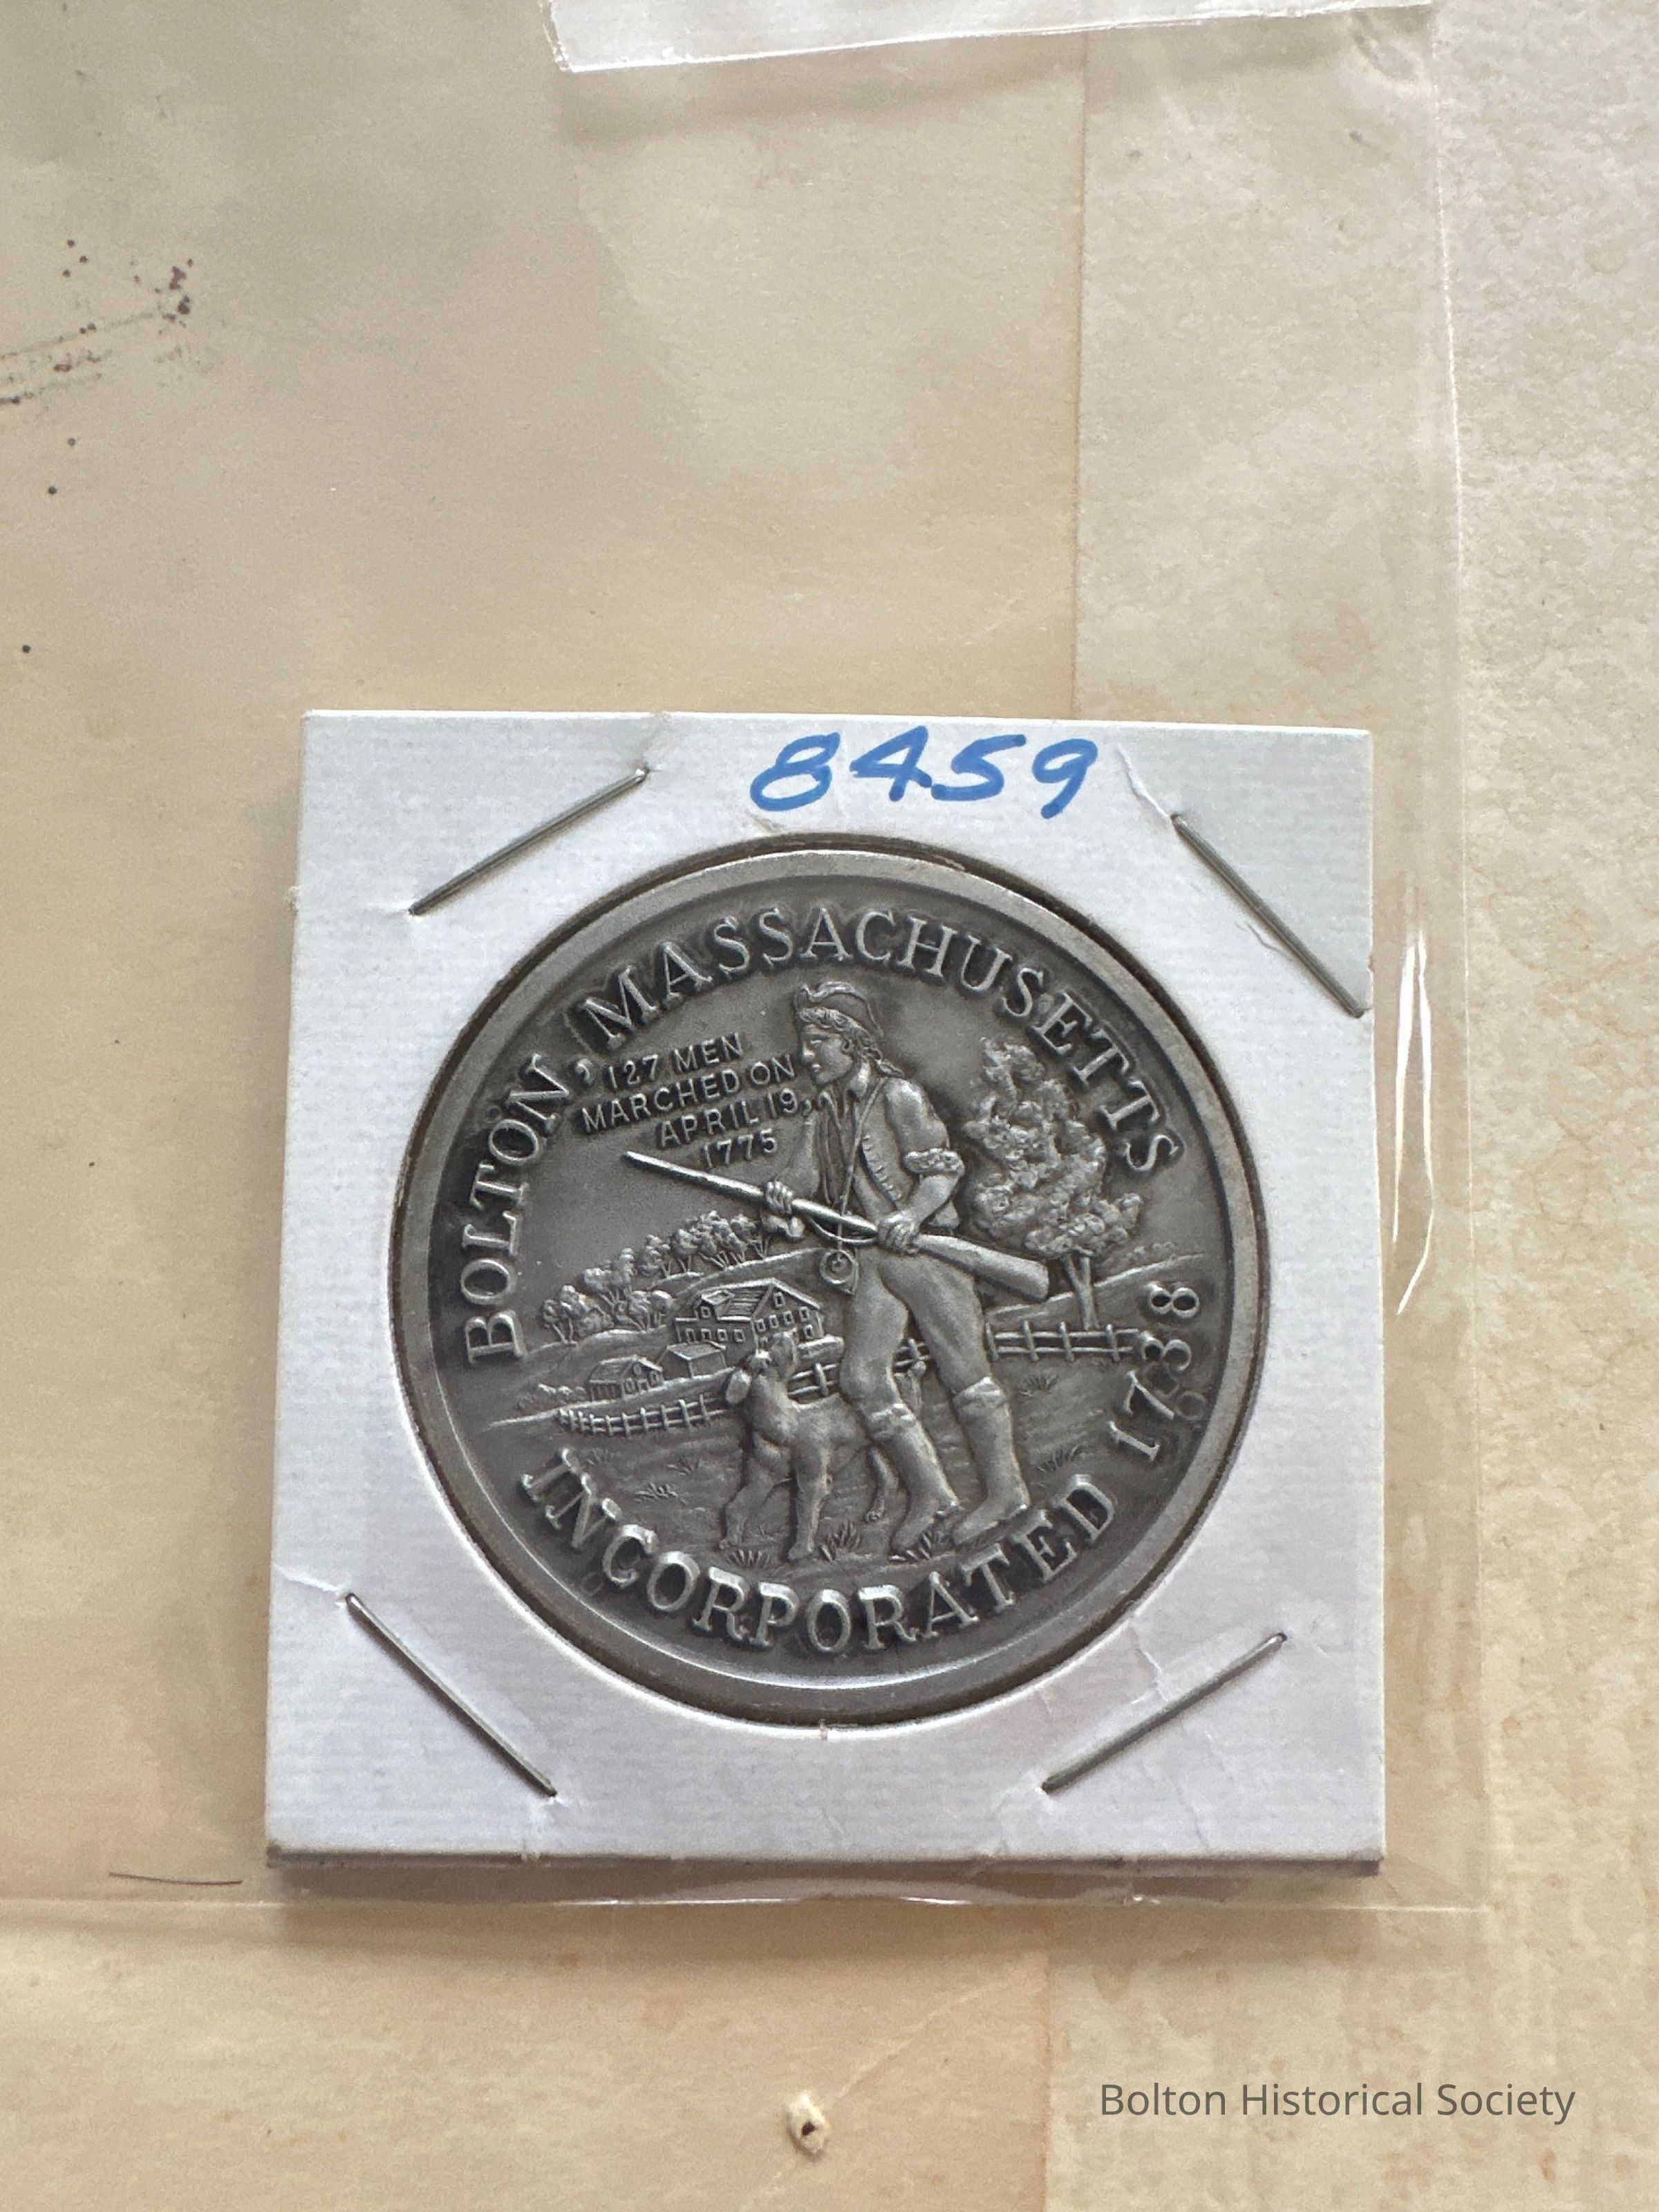 8459
BOLTON, MASSACHUSETTS
127 MEN
MARCHED ON
APRIL 19,
1775
INCORPORATED 1738
Bolton Historical Society